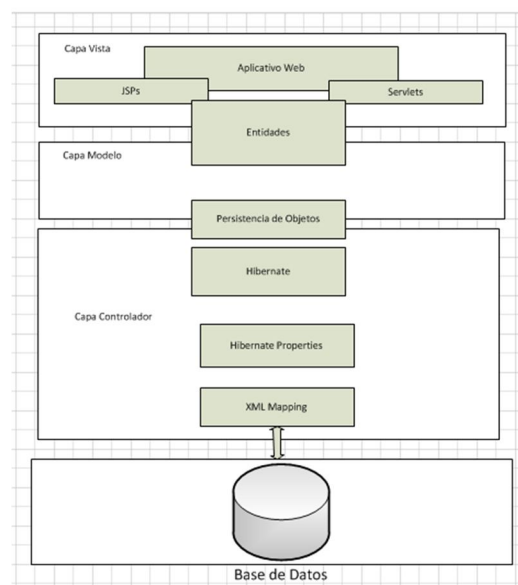 Capa Vista
Aplicativo Web
JSPs
Servlets
Entidades
Capa Modelo
Persistencia de Objetos
Hibernate
Capa Controlador
Hibernate Properties
XML Mapping
Base de Datos